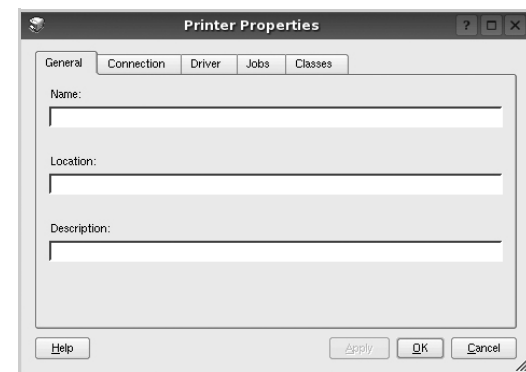 Printer Properties
General Connection Driver Jobs Classes
Name:
Location:
Description:
Help Apply OK Cancel